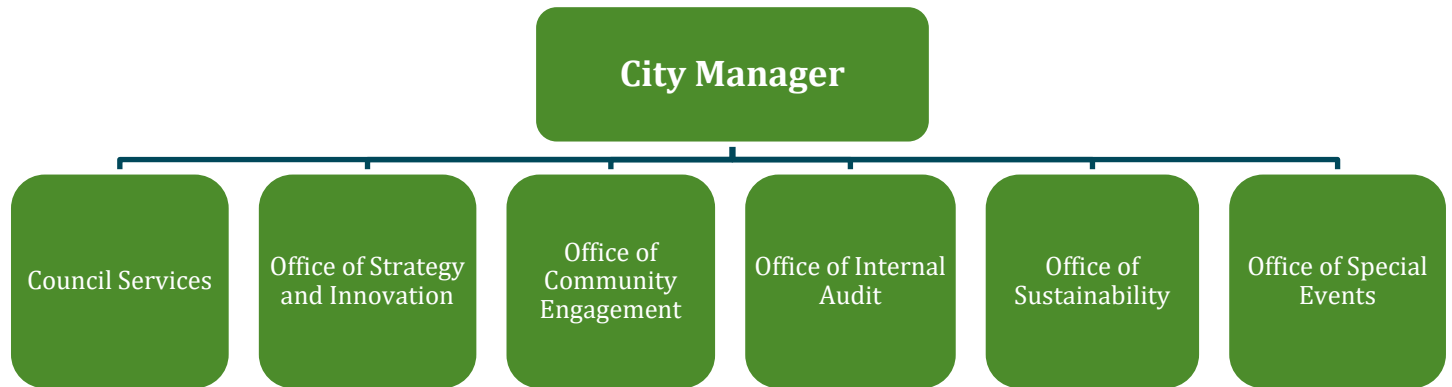 City Manager
Council Services
Office of Strategy
and Innovation
Office of
Community
Engagement
Office of Internal
Audit
Office of
Sustainability
Office of Special
Events